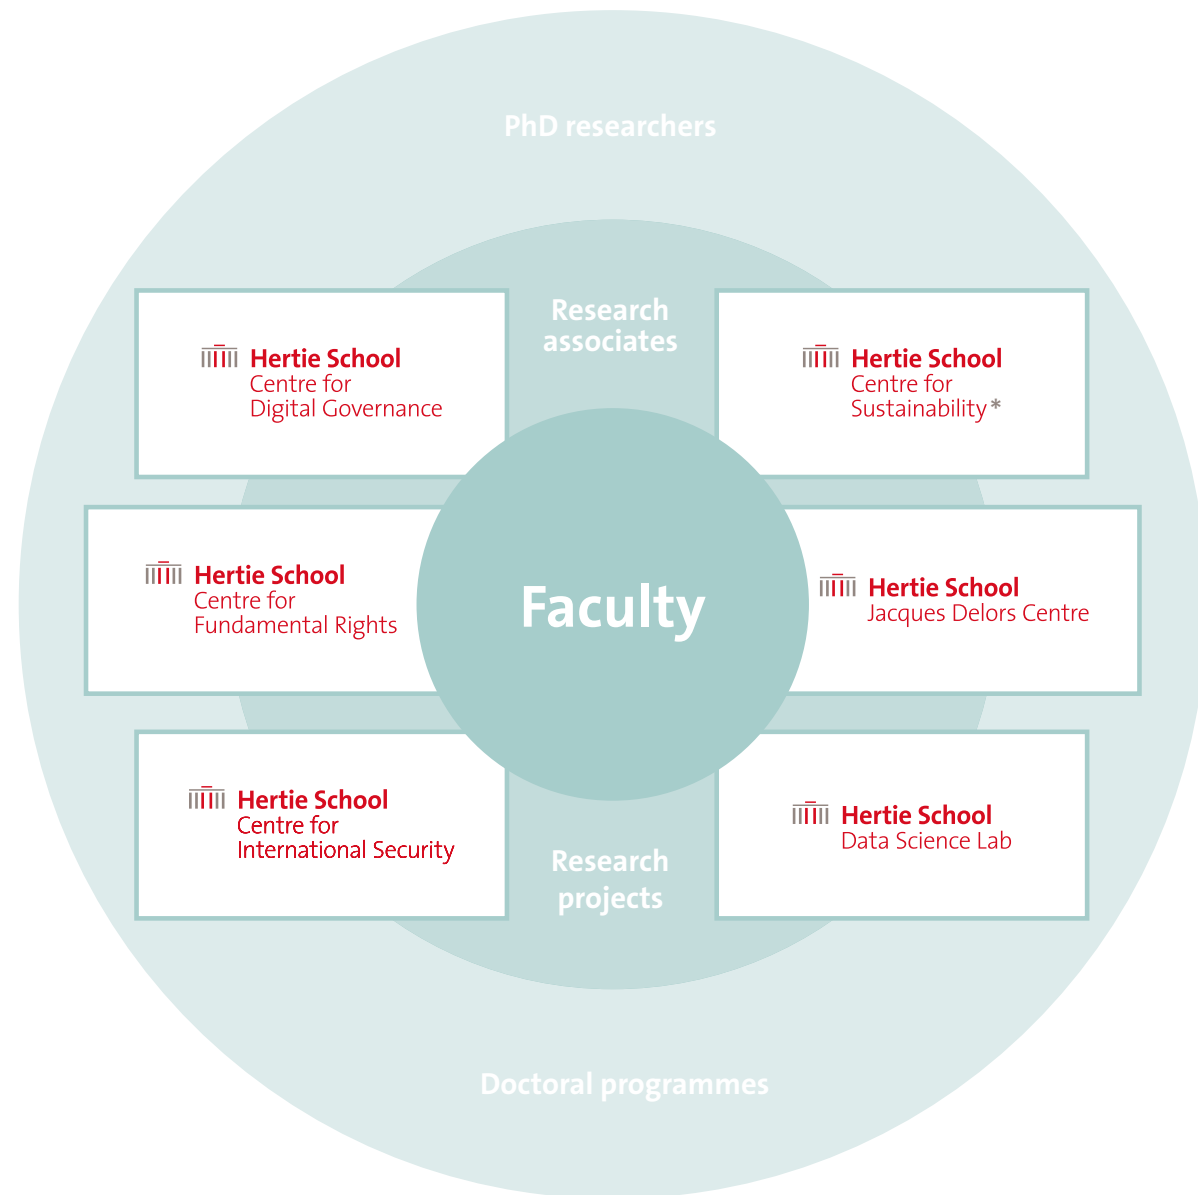 PhD researchers
Research
associates
Hertie School
Centre for
Digital Governance
Hertie School
Centre for
Sustainability*
Hertie School
Centre for
Fundamental Rights
Faculty
Hertie School
Jacques Delors Centre
Hertie School
Centre for
International Security
Hertie School
Data Science Lab
Research
projects
Doctoral programmes